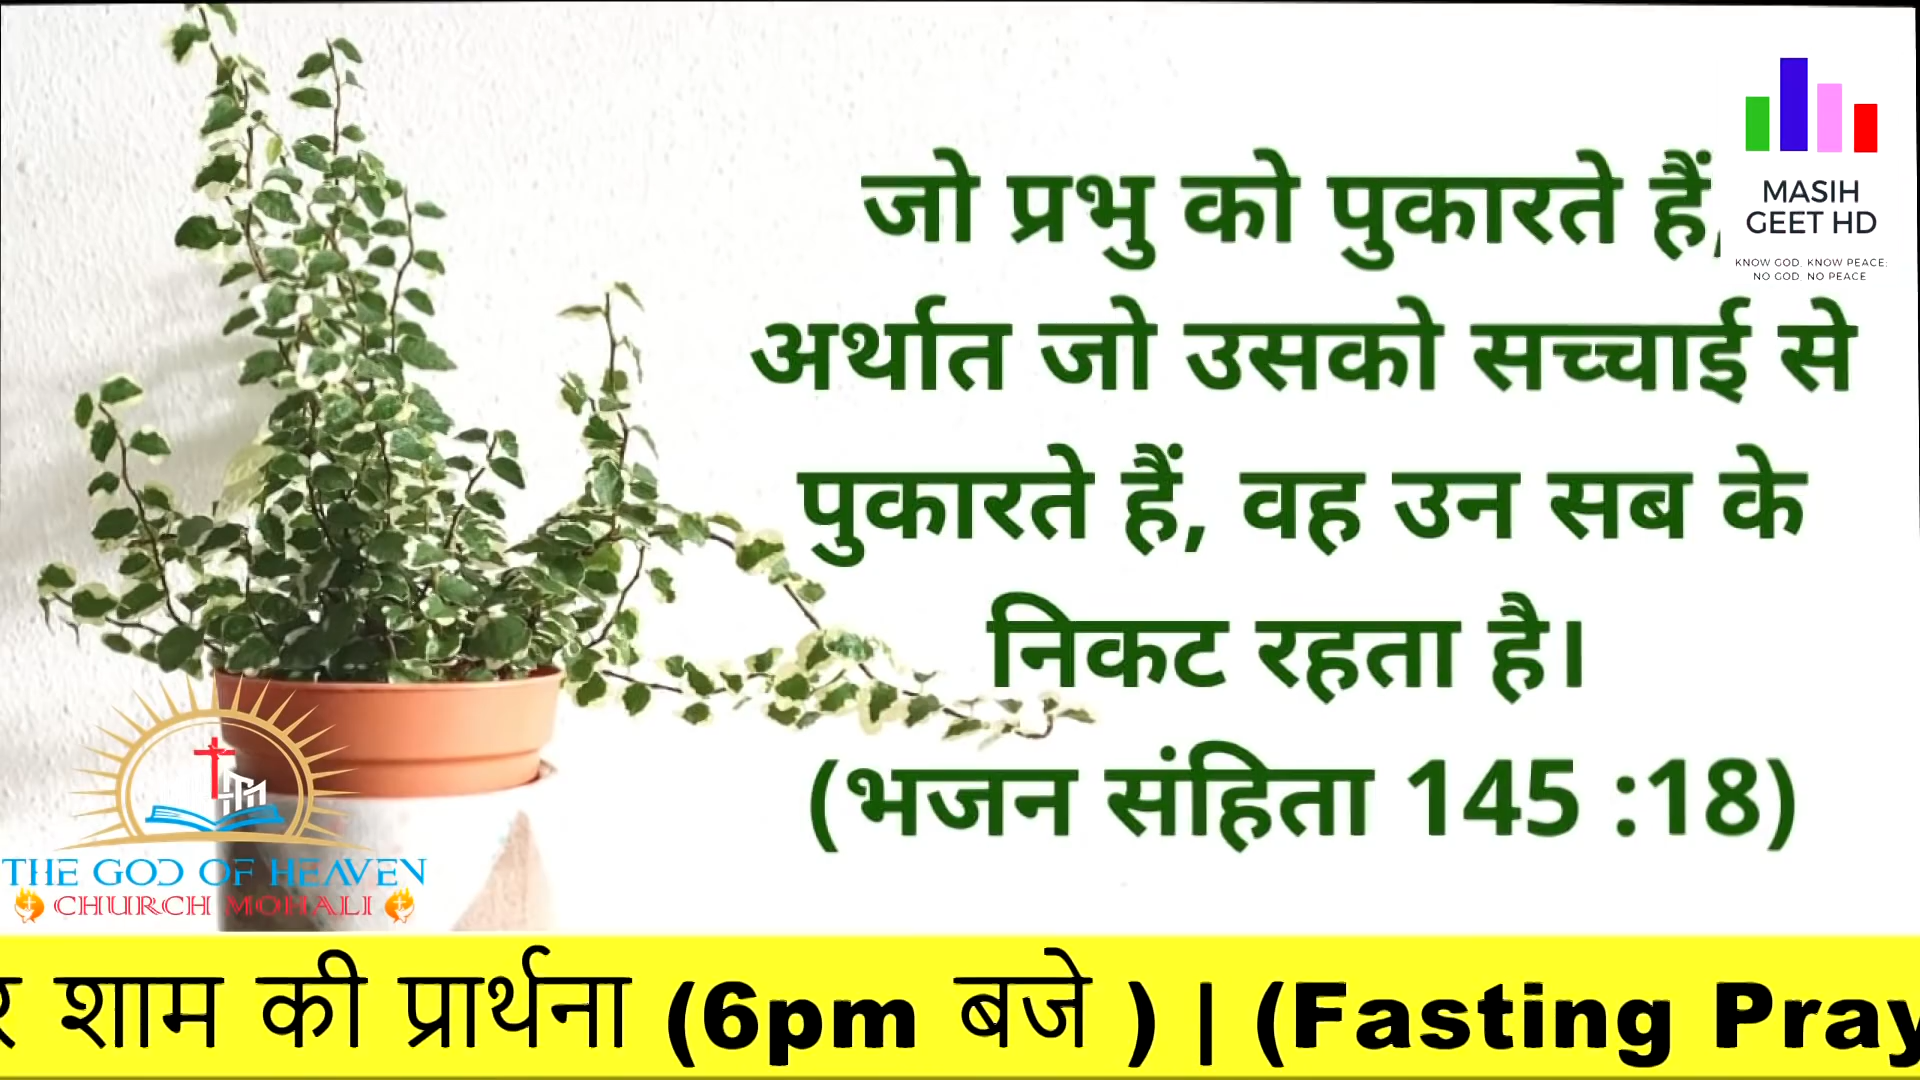 जो प्रभु को पुकारते हैं,
अर्थात जो उसको सच्चाई से
पुकारते हैं, वह उन सब के
निकट रहता है।
(भजन संहिता 145 :18)
MASIH
GEET HD
KNOW GOD, KNOW PEACE;
NO GOD, NO PEACE
THE GOD OF HEAVEN
CHURCH MOHALI
शाम की प्रार्थना (6pm बजे ) | (Fasting